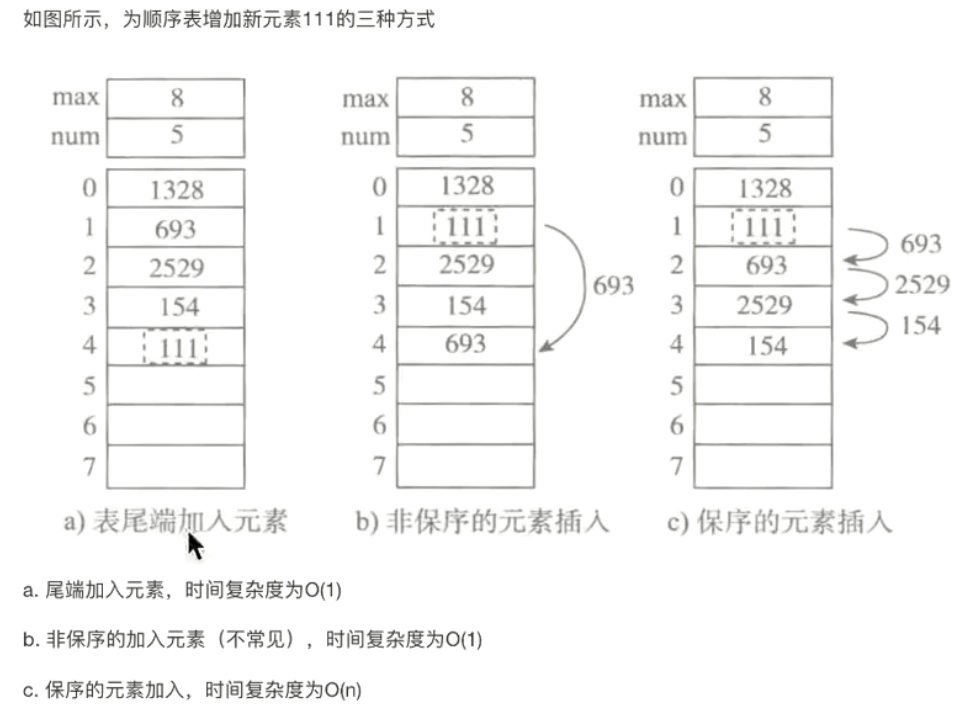 如图所示，为顺序表增加新元素111的三种方式
max 8 max 8 max 8
num 5 num 5 num 5
0 1328 0 1328 0 1328
1 693 1 111 1 111 693
2 2529 2 2529 693 2 693 2529
3 154 3 154 3 2529 154
4 111 4 693 4 154
5 5 5
6 6 6
7 7 7
a) 表尾端加入元素 b) 非保序的元素插入 c) 保序的元素插入
a. 尾端加入元素，时间复杂度为O(1)
b. 非保序的加入元素（不常见），时间复杂度为O(1)
c. 保序的元素加入，时间复杂度为O(n)